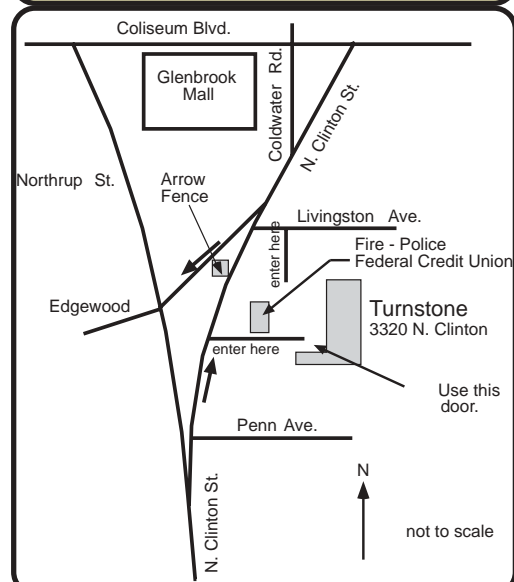 Coliseum Blvd.
Glenbrook
Mall
Coldwater Rd.
N. Clinton St.
Northrup St.
Arrow
Fence
Livingston Ave.
enter here
Fire - Police
Federal Credit Union
Edgewood
Turnstone
3320 N. Clinton
enter here
Use this
door.
Penn Ave.
N
N. Clinton St.
not to scale